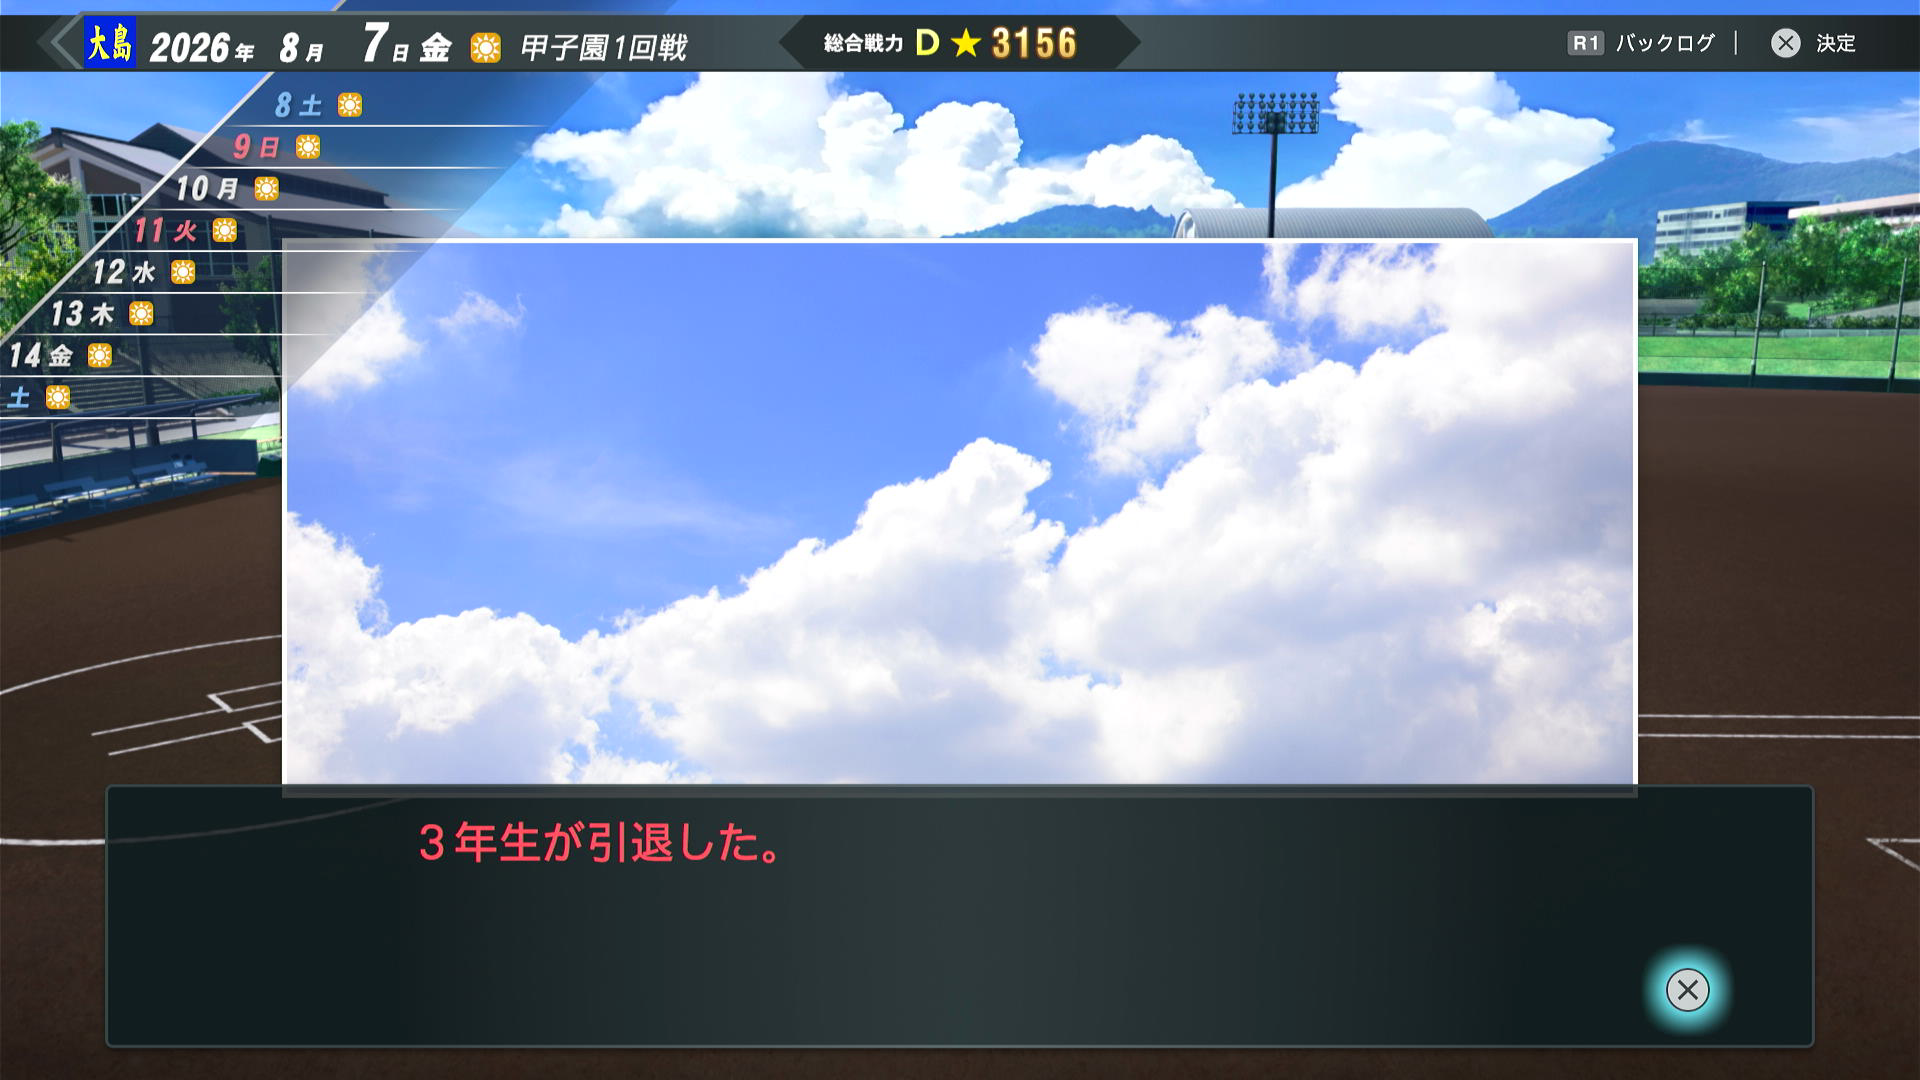 大島 2026年 8月 7日 金 甲子園1回戦 総合戦力 D ★ 3156 R1 バックログ | 決定
8 土
9 日
10 月
11 火
12 水
13 木
14 金
土
3年生が引退した。